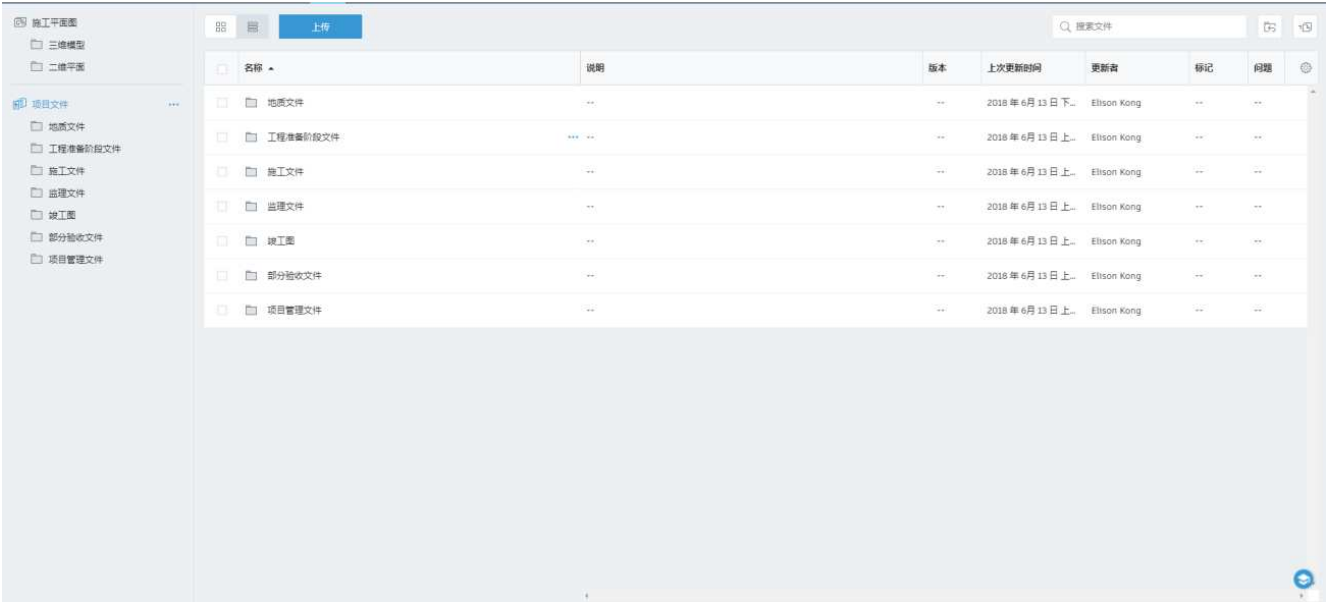 施工平面图
三维模型
二维平面
项目文件 •••
地质文件
工程准备阶段文件
施工文件
监理文件
竣工图
部分验收文件
项目管理文件
上传 搜索文件
名称 说明 版本 上次更新时间 更新者 标记 问题
地质文件 -- -- 2018 年 6月 13 日 下... Elison Kong -- --
工程准备阶段文件 ••• -- -- 2018 年 6月 13 日 上... Elison Kong -- --
施工文件 -- -- 2018 年 6月 13 日 上... Elison Kong -- --
监理文件 -- -- 2018 年 6月 13 日 上... Elison Kong -- --
竣工图 -- -- 2018 年 6月 13 日 上... Elison Kong -- --
部分验收文件 -- -- 2018 年 6月 13 日 上... Elison Kong -- --
项目管理文件 -- -- 2018 年 6月 13 日 上... Elison Kong -- --